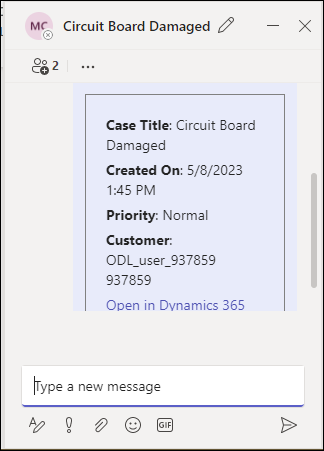 MC Circuit Board Damaged
2
Case Title: Circuit Board
Damaged
Created On: 5/8/2023
1:45 PM
Priority: Normal
Customer:
ODL_user_937859
937859
Open in Dynamics 365
Type a new message
GIF